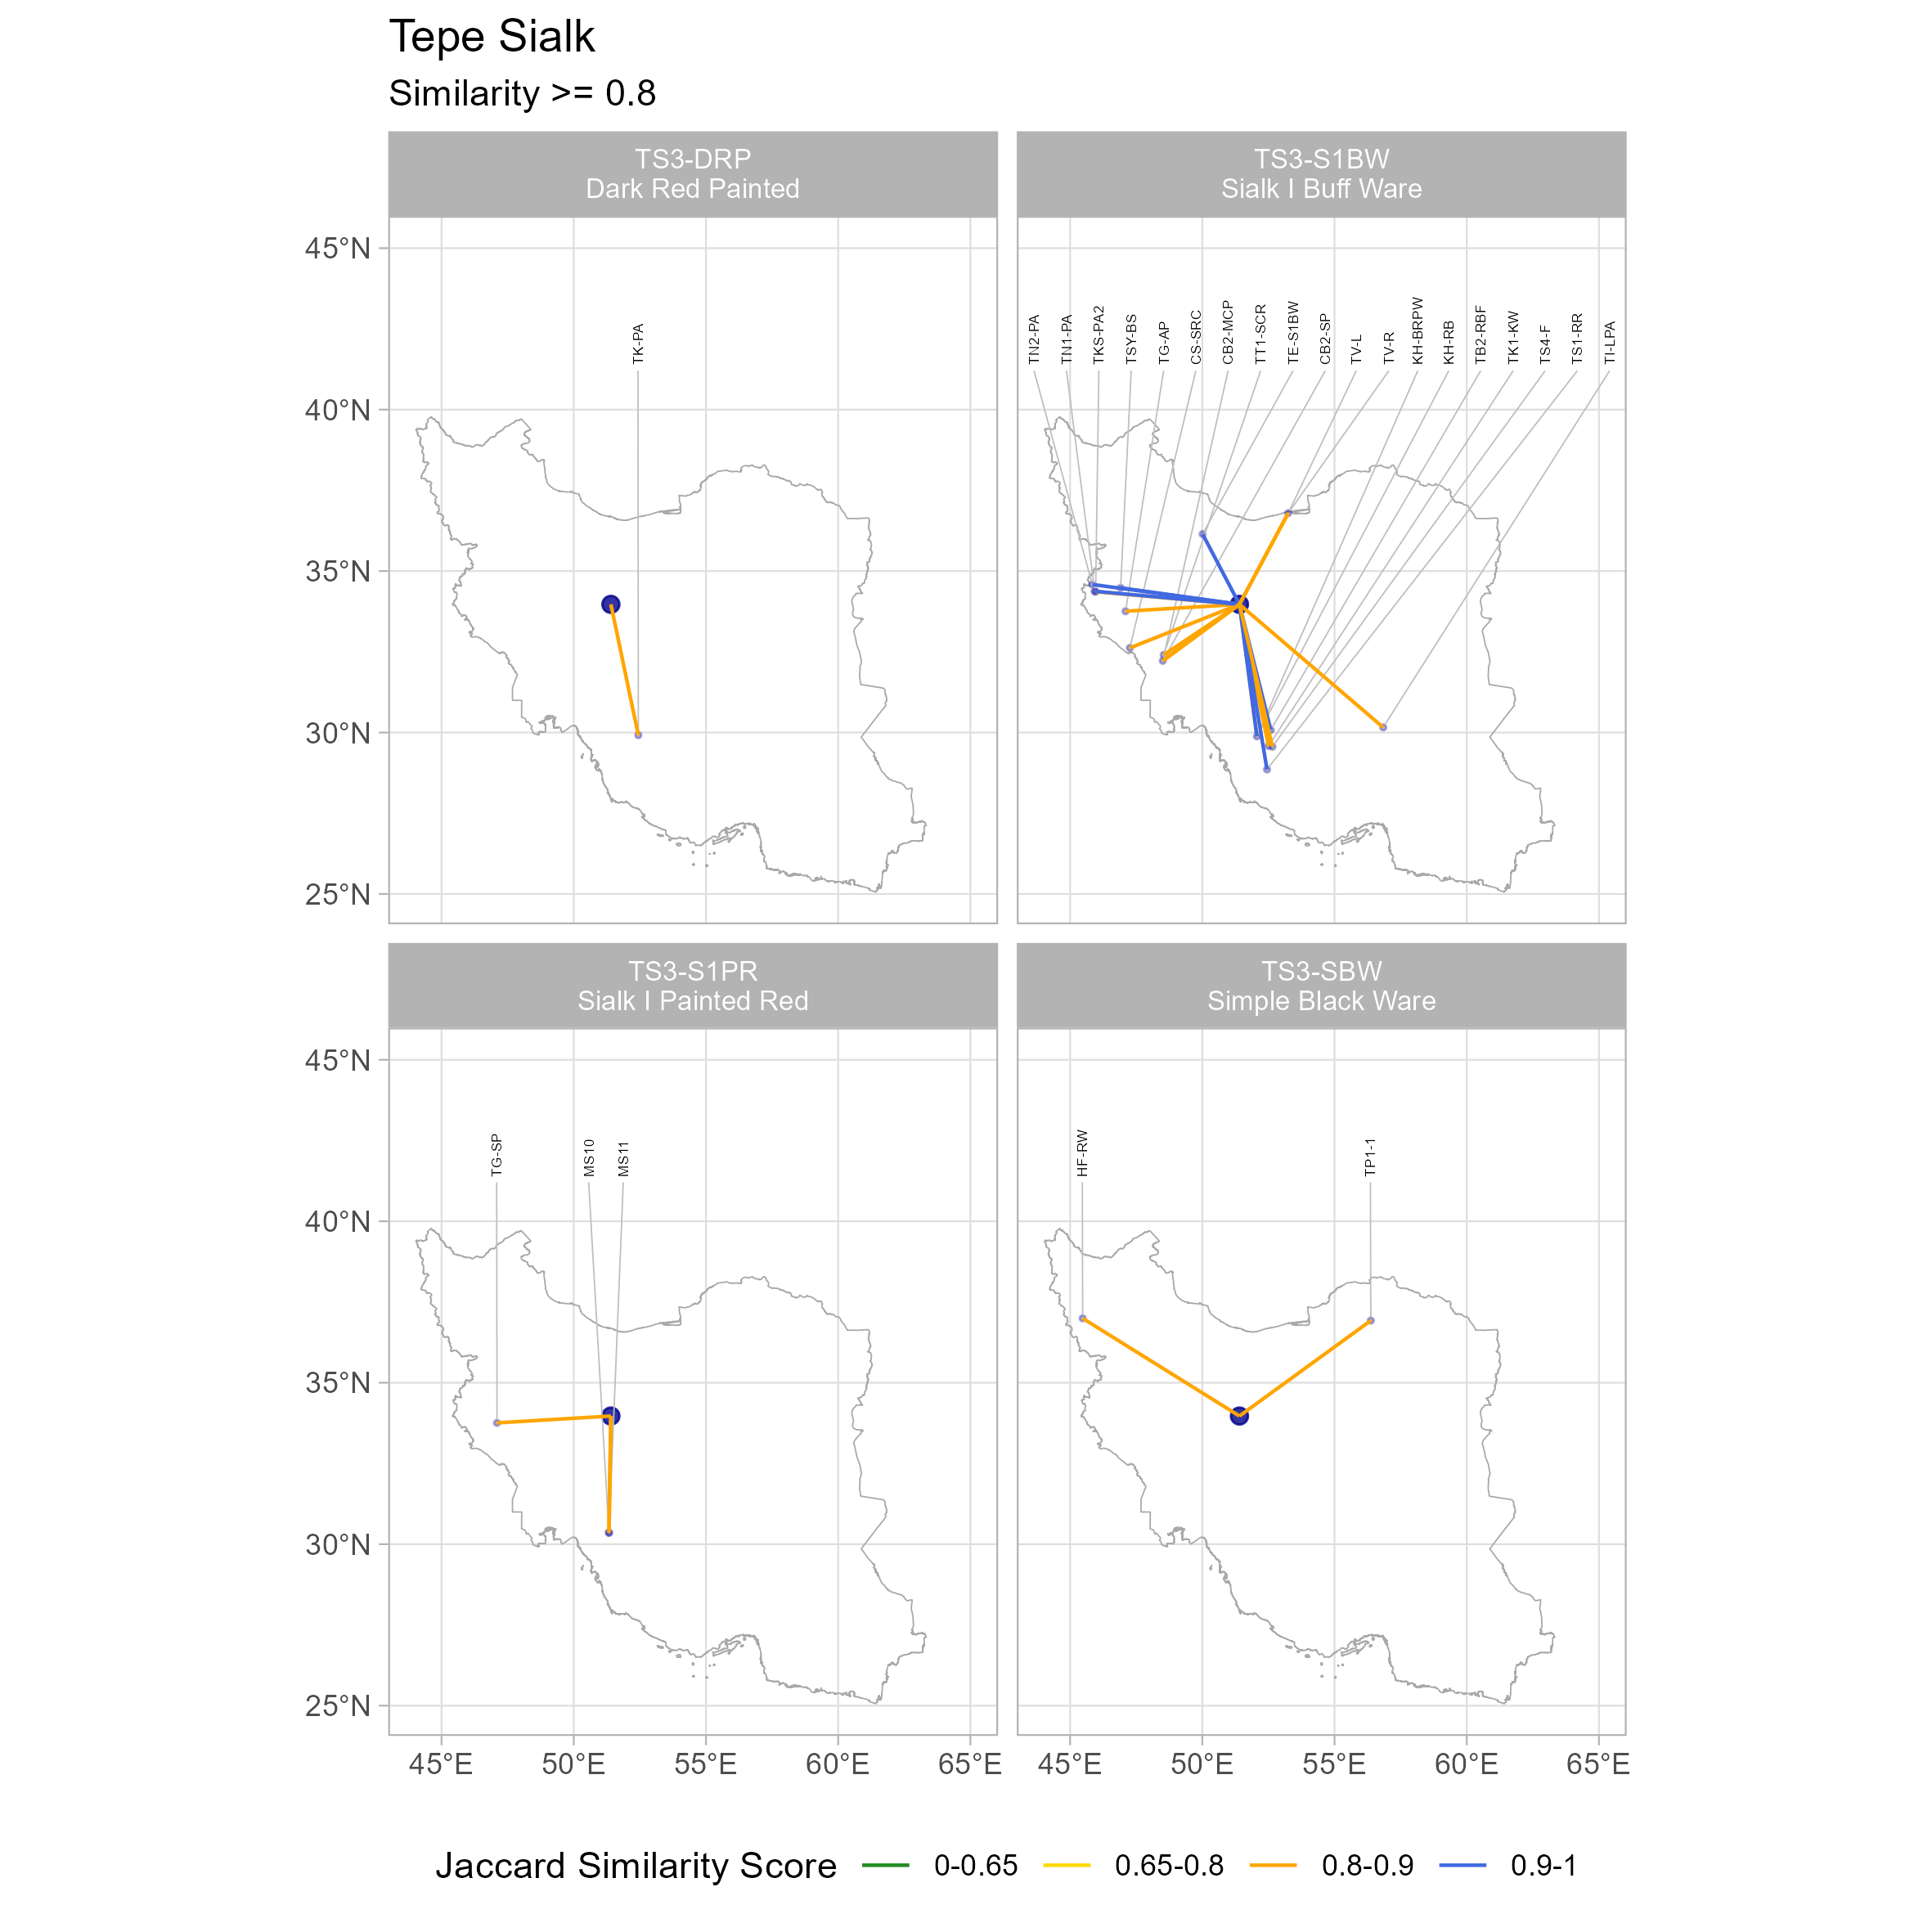 Tepe Sialk
Similarity >= 0.8
TS3-DRP
Dark Red Painted
TS3-S1BW
Sialk I Buff Ware
45°N
40°N
35°N
30°N
25°N
TK-PA
TN2-PA
TN1-PA
TKS-PA2
TSY-BS
TG-AP
CS-SRC
CB2-MCP
TT1-SCR
TE-S1BW
CB2-SP
TV-L
TV-R
KH-BRPW
KH-RB
TB2-RBF
TK1-KW
TS4-F
TS1-RR
TI-LPA
TS3-S1PR
Sialk I Painted Red
TS3-SBW
Simple Black Ware
45°N
40°N
35°N
30°N
25°N
TG-SP
MS10
MS11
HF-RW
TP1-1
45°E 50°E 55°E 60°E 65°E
45°E 50°E 55°E 60°E 65°E
Jaccard Similarity Score 0-0.65 0.65-0.8 0.8-0.9 0.9-1